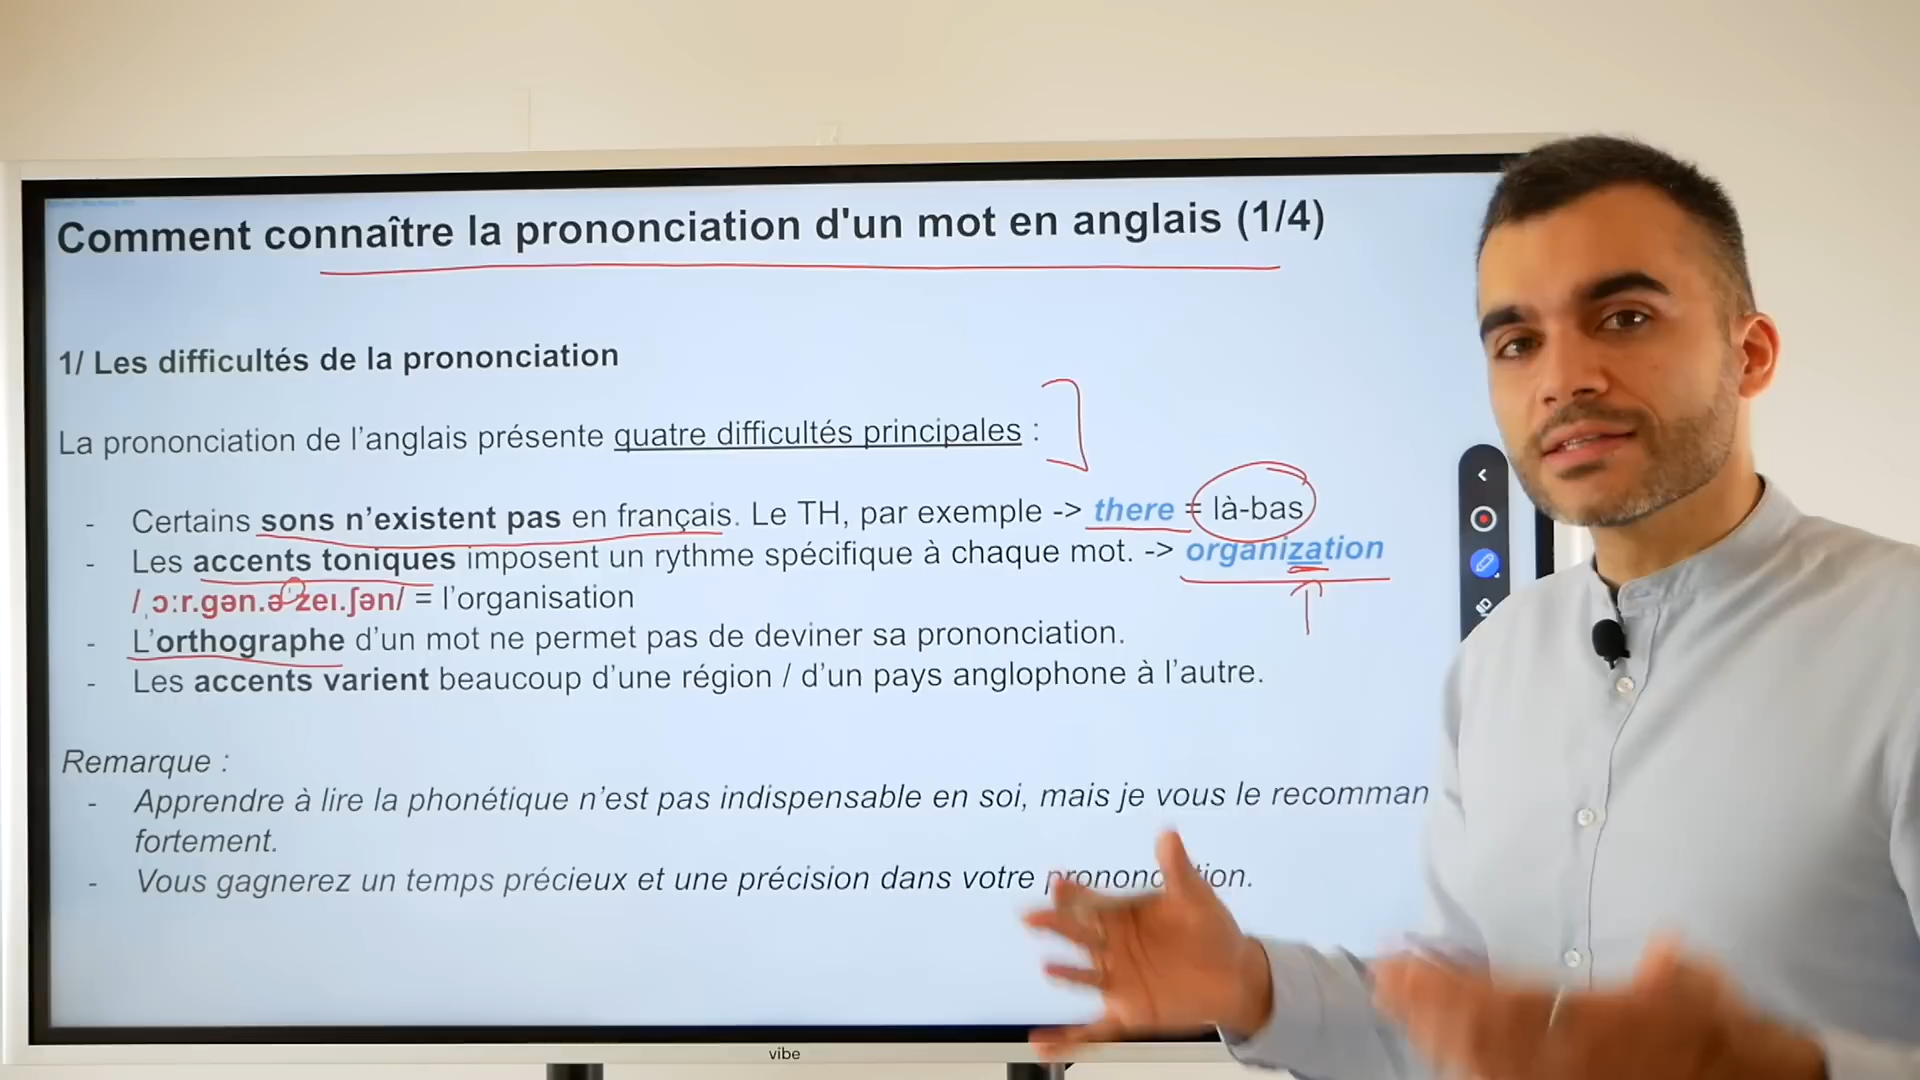 Comment connaître la prononciation d'un mot en anglais (1/4)
1/ Les difficultés de la prononciation
La prononciation de l’anglais présente quatre difficultés principales :
- Certains sons n’existent pas en français. Le TH, par exemple -> there = là-bas
- Les accents toniques imposent un rythme spécifique à chaque mot. -> organization
/ˌɔːr.ɡən.əˈzeɪ.ʃən/ = l’organisation
- L’orthographe d’un mot ne permet pas de deviner sa prononciation.
- Les accents varient beaucoup d’une région / d’un pays anglophone à l’autre.
Remarque :
- Apprendre à lire la phonétique n’est pas indispensable en soi, mais je vous le recomman
fortement.
- Vous gagnerez un temps précieux et une précision dans votre
vibe